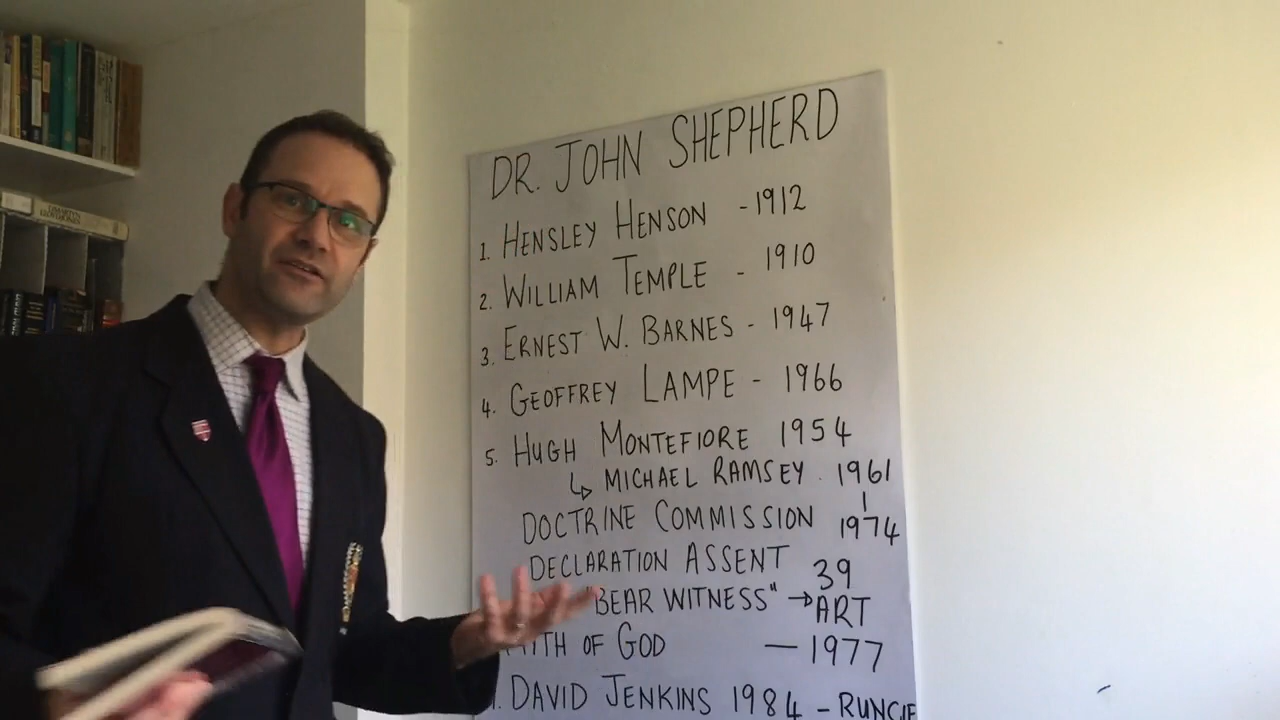 DR. JOHN SHEPHERD
1. HENSLEY HENSON - 1912
2. WILLIAM TEMPLE - 1910
3. ERNEST W. BARNES - 1947
4. GEOFFREY LAMPE - 1966
5. HUGH MONTEFIORE 1954
↳ MICHAEL RAMSEY. 1961
DOCTRINE COMMISSION | 1974
DECLARATION ASSENT 39
"BEAR WITNESS" → ART
OF GOD — 1977
DAVID JENKINS 1984 - RUNCIE